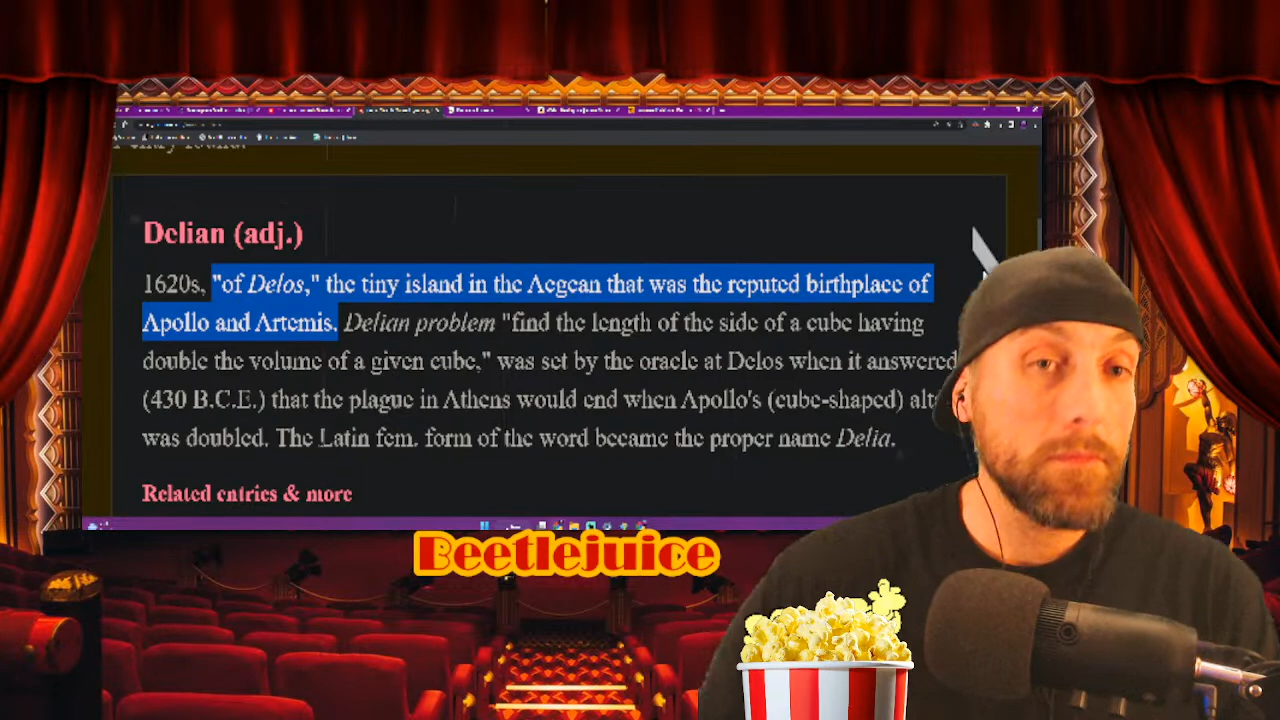 entry found.
Delian (adj.)
1620s, "of Delos," the tiny island in the Aegean that was the reputed birthplace of
Apollo and Artemis. Delian problem "find the length of the side of a cube having
double the volume of a given cube," was set by the oracle at Delos when it answered
(430 B.C.E.) that the plague in Athens would end when Apollo's (cube-shaped)
was doubled. The Latin fem. form of the word became the proper name Delia.
Related entries & more
Beetlejuice